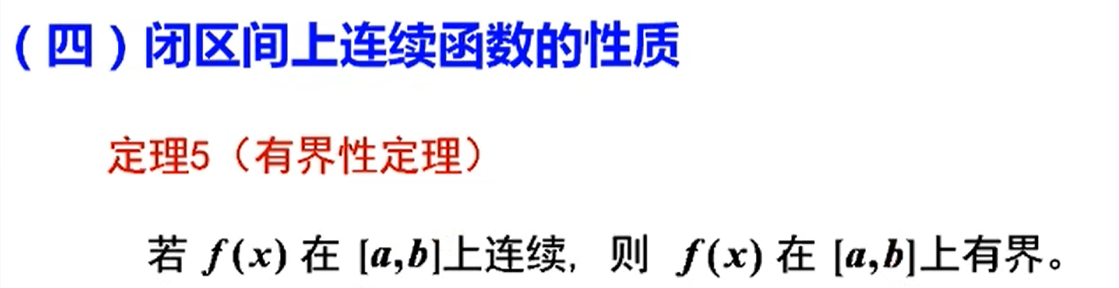 （四）闭区间上连续函数的性质
定理5（有界性定理）
若 f(x) 在 [a,b]上连续, 则 f(x) 在 [a,b]上有界。